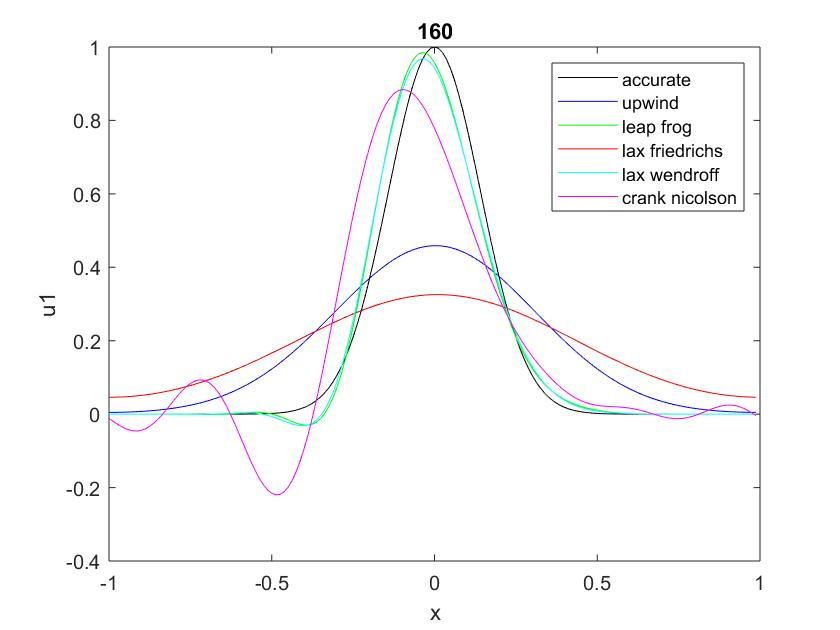 160
1
0.8
0.6
0.4
0.2
0
-0.2
-0.4
u1
accurate
upwind
leap frog
lax friedrichs
lax wendroff
crank nicolson
-1
-0.5
0
0.5
1
x